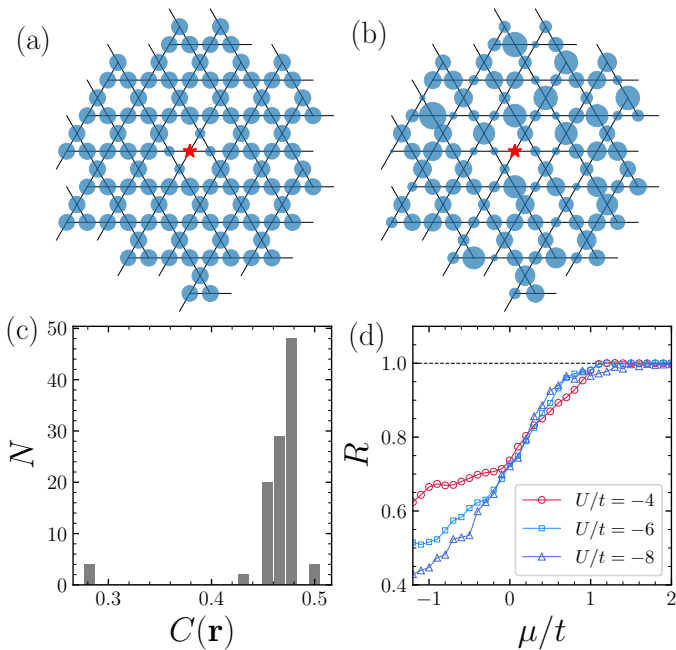 (a)
(b)
(c)
50
40
30
20
10
0
N
0.3
0.4
0.5
C(r)
(d)
1.0
0.8
0.6
0.4
R
U/t = −4
U/t = −6
U/t = −8
−1
0
1
2
μ/t